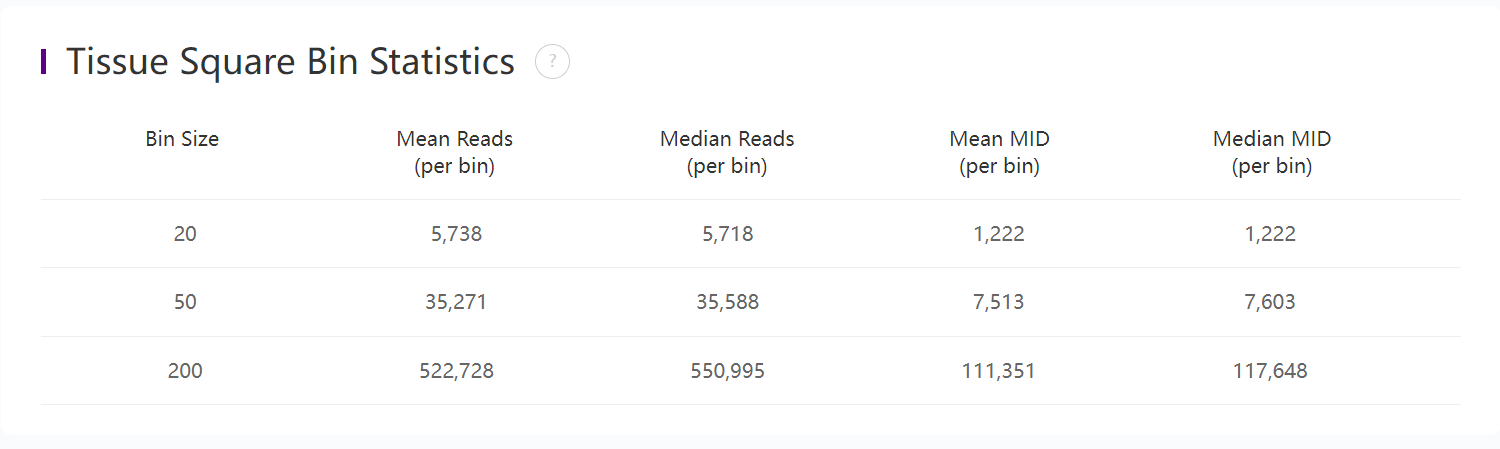 Tissue Square Bin Statistics ?
Bin Size Mean Reads (per bin) Median Reads (per bin) Mean MID (per bin) Median MID (per bin)
20 5,738 5,718 1,222 1,222
50 35,271 35,588 7,513 7,603
200 522,728 550,995 111,351 117,648